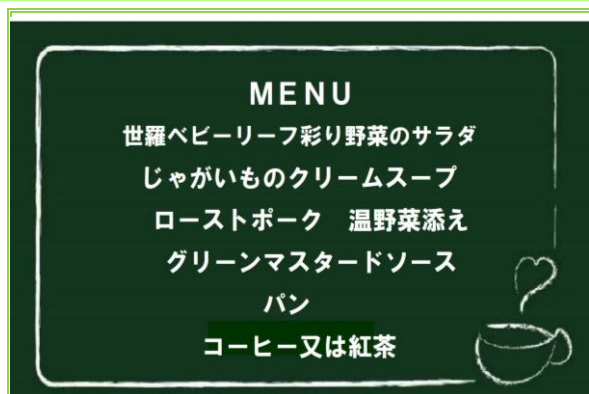 MENU
世羅ベビーリーフ彩り野菜のサラダ
じゃがいものクリームスープ
ローストポーク　温野菜添え
グリーンマスタードソース
パン
コーヒー又は紅茶